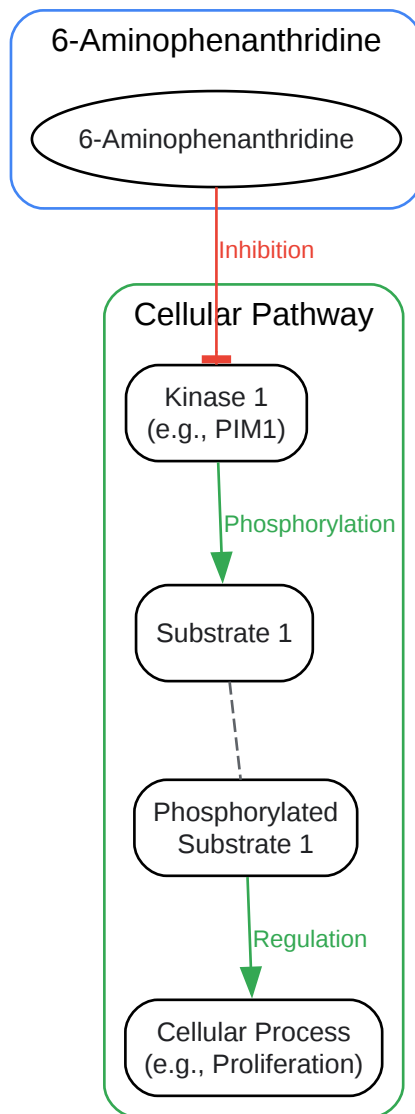 6-Aminophenanthridine
6-Aminophenanthridine
Inhibition
Cellular Pathway
Kinase 1
(e.g., PIM1)
Phosphorylation
Substrate 1
Phosphorylated
Substrate 1
Regulation
Cellular Process
(e.g., Proliferation)